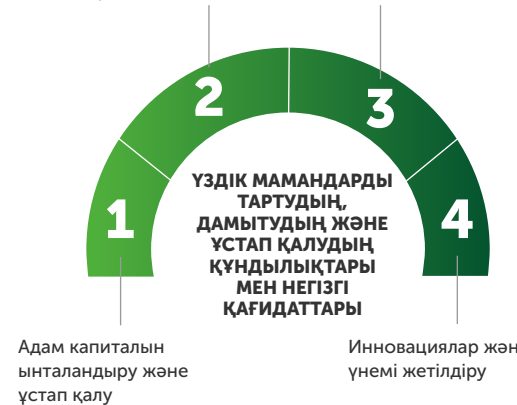 2
3
1
4
ҮЗДІК МАМАНДАРДЫ
ТАРТУДЫҢ,
ДАМЫТУДЫҢ ЖӘНЕ
ҰСТАП ҚАЛУДЫҢ
ҚҰНДЫЛЫҚТАРЫ
МЕН НЕГІЗГІ
ҚАҒИДАТТАРЫ
Адам капиталын
ынталандыру және
ұстап қалу
Инновациялар
үнемі жетілдіру